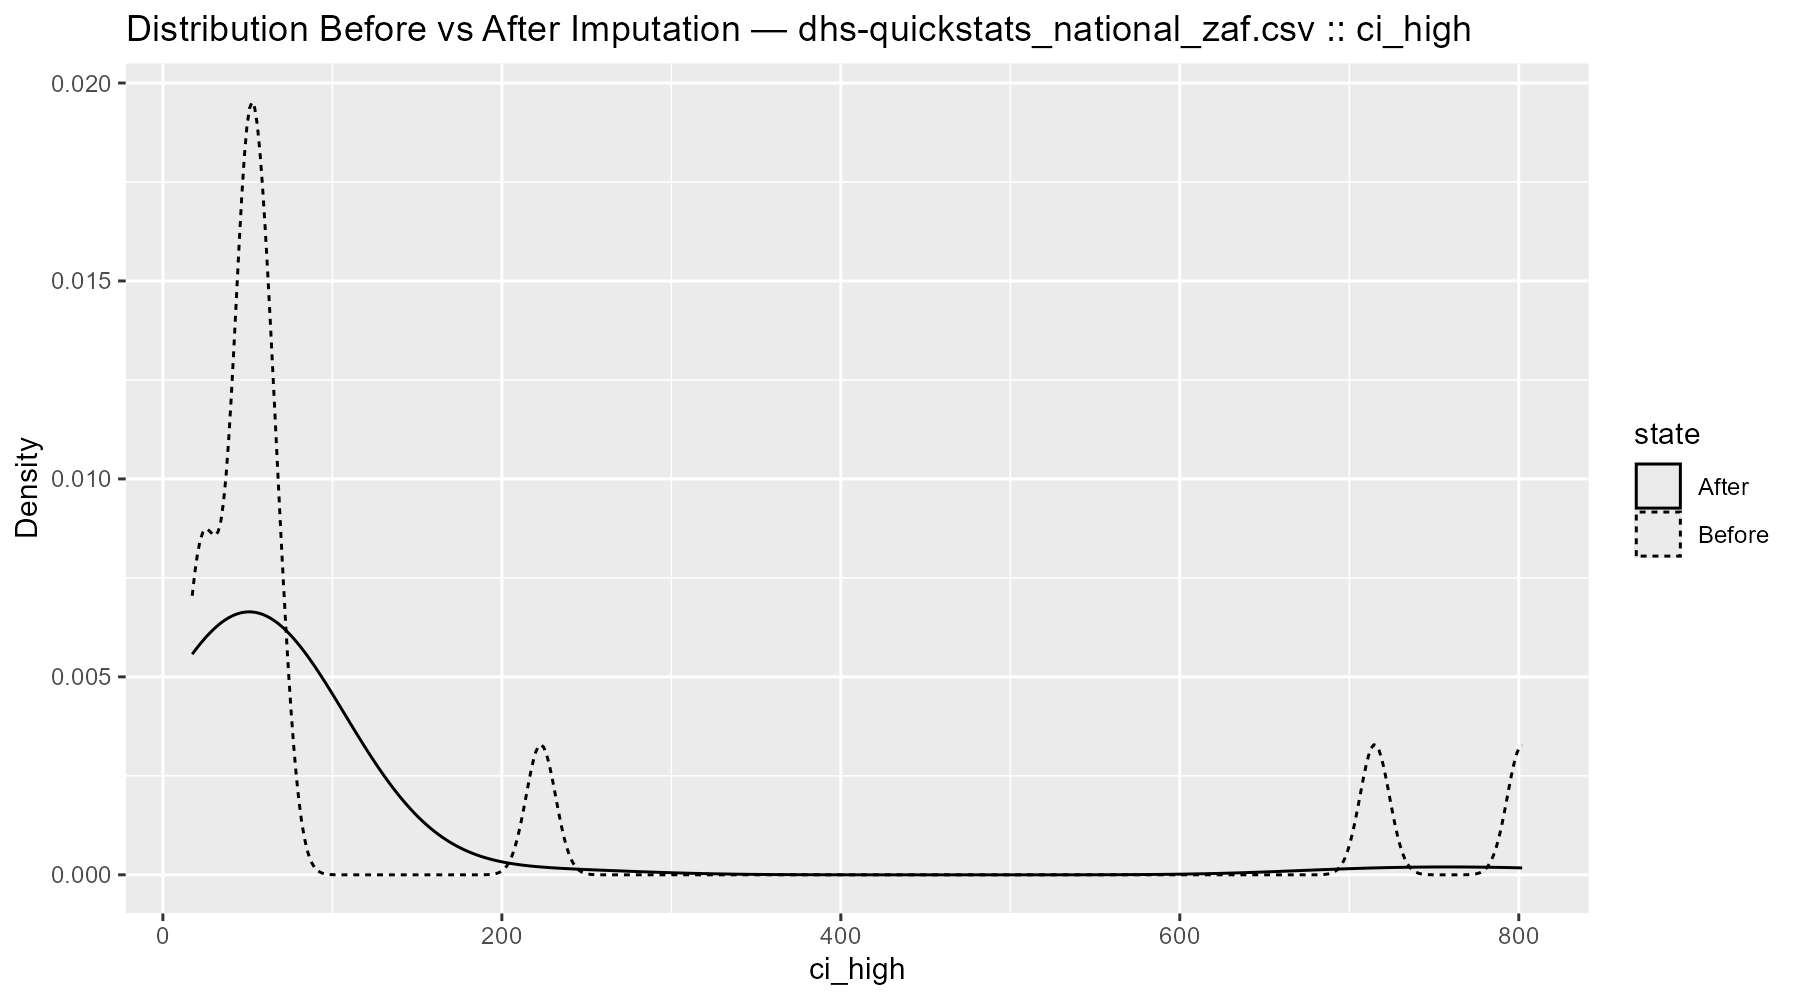 Distribution Before vs After Imputation — dhs-quickstats_national_zaf.csv :: ci_high
0.020
0.015
0.010
0.005
0.000
Density
0
200
400
600
800
ci_high
state
After
Before